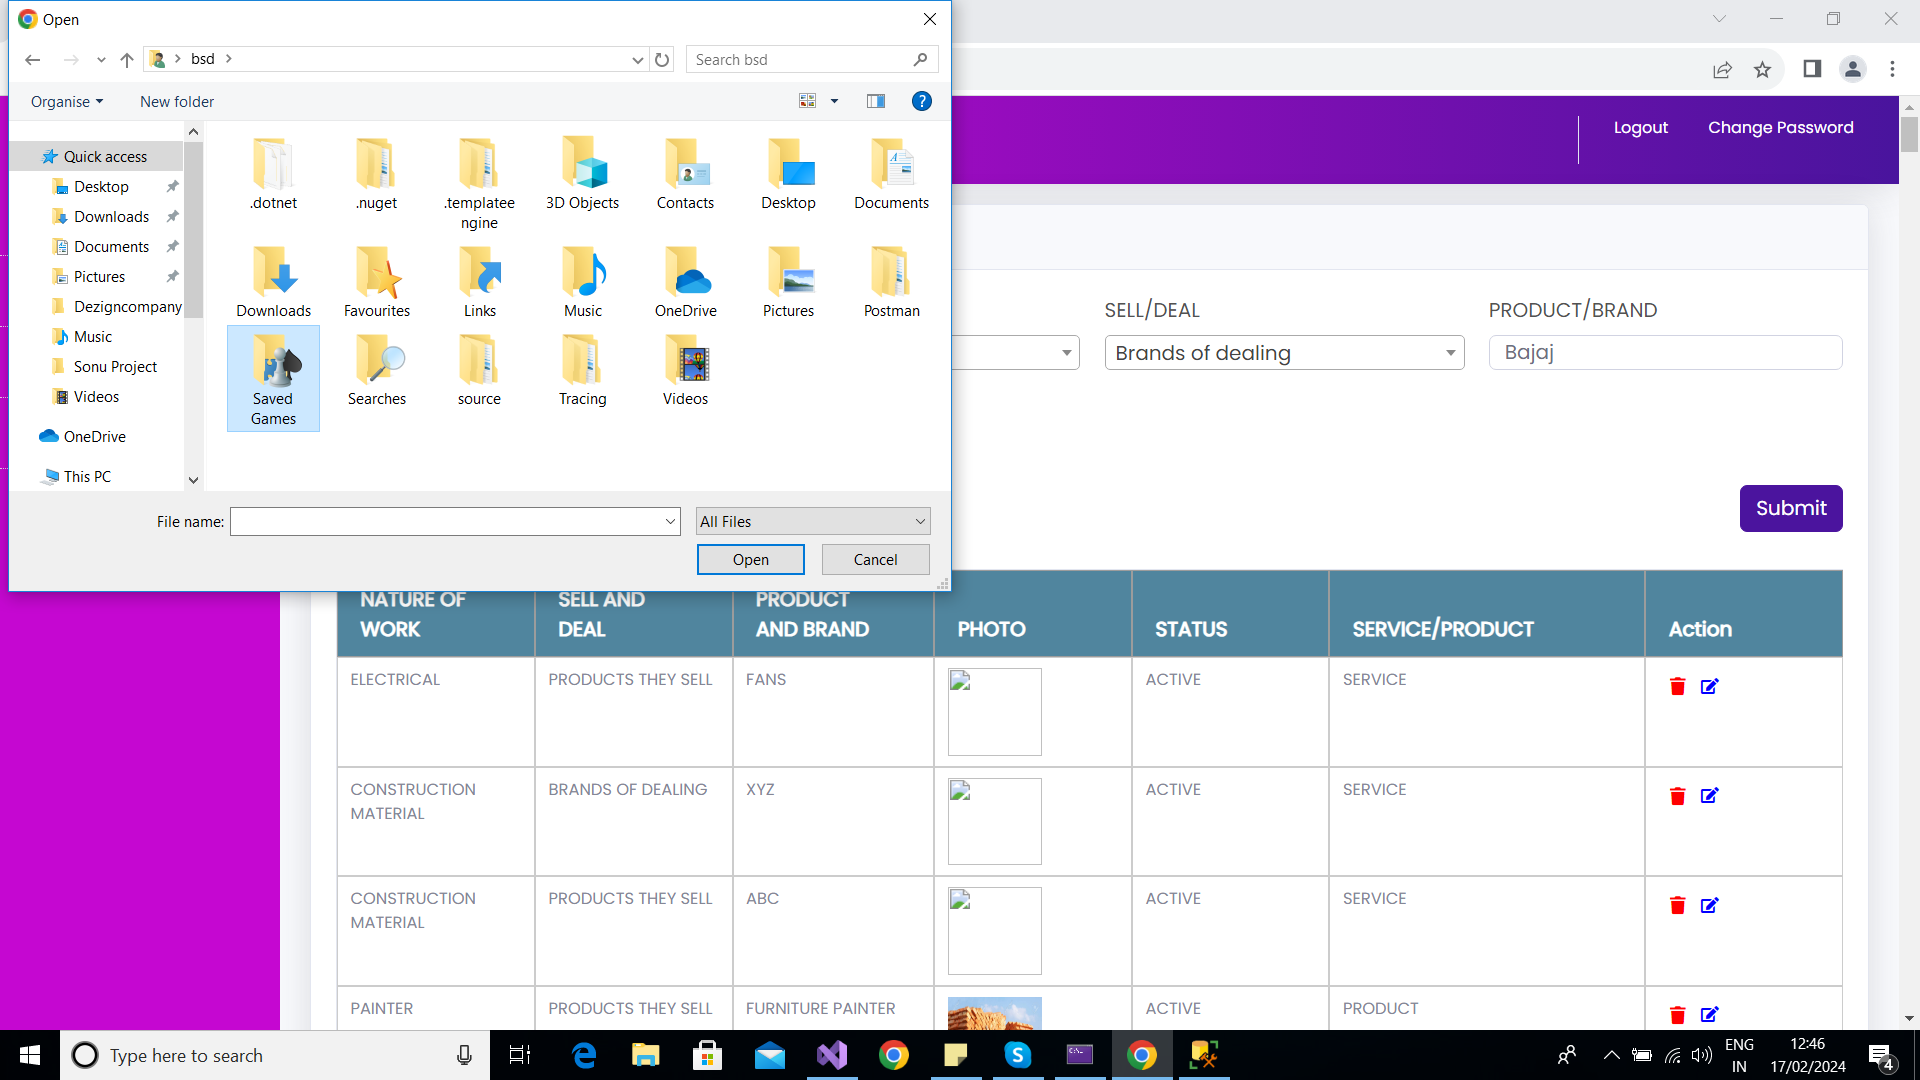 Open
bsd
Search bsd
Organise
New folder
Quick access
Desktop
Downloads
Documents
Pictures
Dezigncompany
Music
Sonu Project
Videos
OneDrive
This PC
.dotnet
.nuget
.templatee
ngine
3D Objects
Contacts
Desktop
Documents
Downloads
Favourites
Links
Music
OneDrive
Pictures
Postman
Saved
Games
Searches
source
Tracing
Videos
File name:
All Files
Open
Cancel
Logout
Change Password
SELL/DEAL
PRODUCT/BRAND
Brands of dealing
Bajaj
Submit
NATURE OF
WORK
SELL AND
DEAL
PRODUCT
AND BRAND
PHOTO
STATUS
SERVICE/PRODUCT
Action
ELECTRICAL
PRODUCTS THEY SELL
FANS
ACTIVE
SERVICE
CONSTRUCTION
MATERIAL
BRANDS OF DEALING
XYZ
ACTIVE
SERVICE
CONSTRUCTION
MATERIAL
PRODUCTS THEY SELL
ABC
ACTIVE
SERVICE
PAINTER
PRODUCTS THEY SELL
FURNITURE PAINTER
ACTIVE
PRODUCT
Type here to search
ENG
IN
12:46
17/02/2024
4